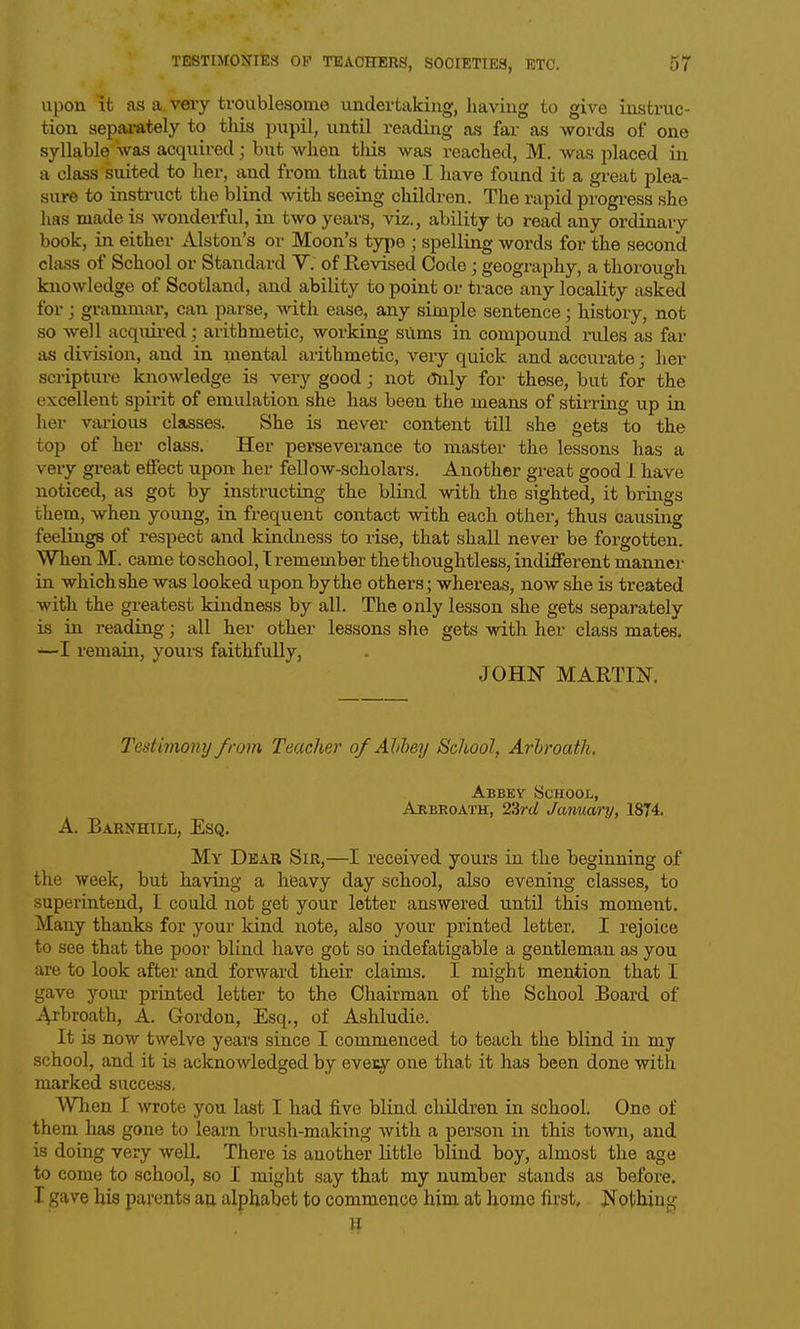 TESTIMONIES OF TEACHERS, SOCIETIES, ETC. 57
upon it as a very troublesome undertaking, having to give instruc-
tion separately to this pupil, until reading as far as words of one
syllable was acquired; but when this was reached, M. was placed in
a class suited to her, and from that time I have found it a great plea-
sure to instruct the blind with seeing children. The rapid progress she
has made is wonderful, in two years, viz., ability to read any ordinary
book, in either Alston's or Moon's type; spelling words for the second
class of School or Standard V. of Revised Code; geography, a thorough
knowledge of Scotland, and ability to point or trace any locality asked
for; grammar, can parse, with ease, any simple sentence; history, not
so well acquired; arithmetic, working sums in compound rules as far
as division, and in mental arithmetic, very quick and accurate; her
scripture knowledge is very good; not only for these, but for the
excellent spirit of emulation she has been the means of stirring up in
her various classes. She is never content till she gets to the
top of her class. Her perseverance to master the lessons has a
very great effect upon her fellow-scholars. Another great good I have
noticed, as got by instructing the blind with the sighted, it brings
them, when young, in frequent contact with each other, thus causing
feelings of respect and kindness to rise, that shall never be forgotten.
When M. came to school, I remember the thoughtless, indifferent manner
in which she was looked upon by the others; whereas, now she is treated
with the greatest kindness by all. The only lesson she gets separately
is in reading; all her other lessons she gets with her class mates.
—I remain, yours faithfully,
JOHN MARTIN.
Testimony from Teacher of Abbey School, Arbroath.
Abbey School,
Arbroath, 23rd January, 1874.
A. Barnhill, Esq.
My Dear Sir,—I received yours in the beginning of
the week, but having a heavy day school, also evening classes, to
superintend, I could not get your letter answered until this moment.
Many thanks for your kind note, also your printed letter. I rejoice
to see that the poor blind have got so indefatigable a gentleman as you
are to look after and forward their claims. I might mention that I
gave your printed letter to the Chairman of the School Board of
Arbroath, A. Gordon, Esq., of Ashludie.
It is now twelve years since I commenced to teach the blind in my
school, and it is acknowledged by every one that it has been done with
marked success.
When I wrote you last I had five blind children in school. One of
them has gone to learn brush-making with a person in this town, and
is doing very well. There is another little blind boy, almost the age
to come to school, so I might say that my number stands as before.
I gave his parents an alphabet to commence him at home first. Nothing
H